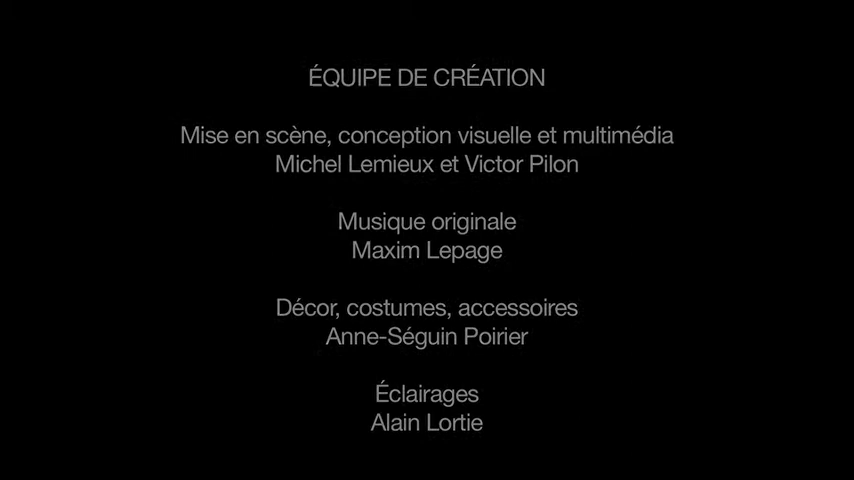 ÉQUIPE DE CRÉATION
Mise en scène, conception visuelle et multimédia
Michel Lemieux et Victor Pilon
Musique originale
Maxim Lepage
Décor, costumes, accessoires
Anne-Séguin Poirier
Éclairages
Alain Lortie